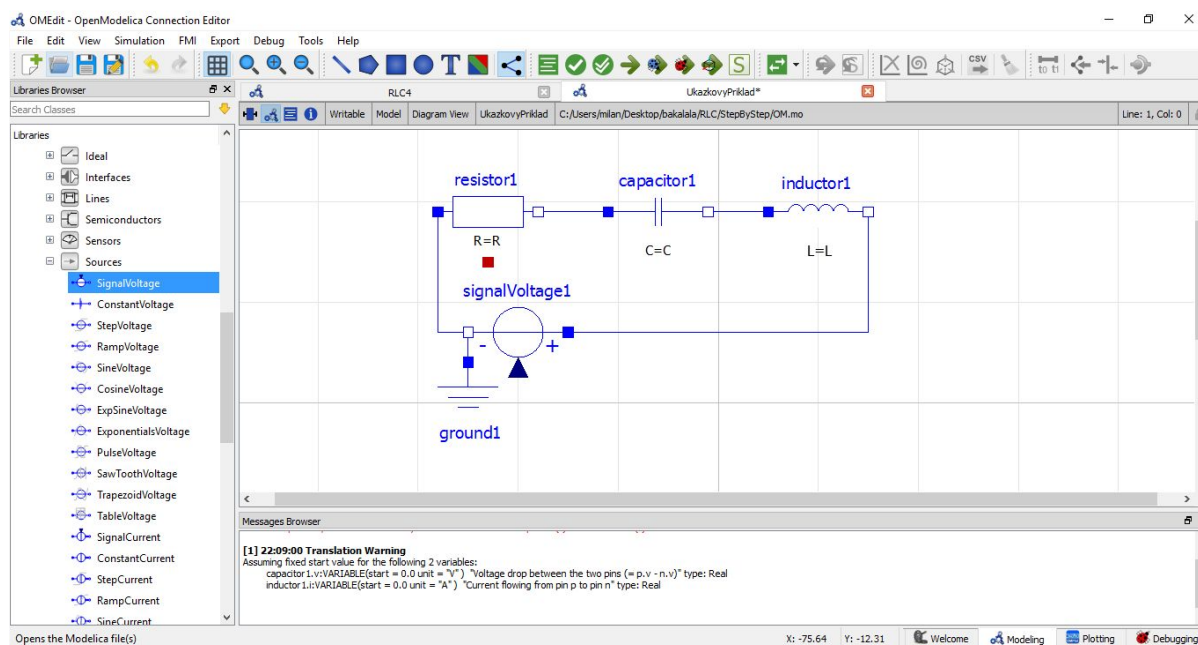 OMEdit - OpenModelica Connection Editor
File Edit View Simulation FMI Export Debug Tools Help
T S CSV to t1
Libraries Browser
RLC4 UkazkovyPriklad*
Search Classes
Writable Model Diagram View UkazkovyPriklad C:/Users/milan/Desktop/bakalala/RLC/StepByStep/OM.mo Line: 1, Col: 0
Libraries
Ideal
Interfaces
Lines
Semiconductors
Sensors
Sources
SignalVoltage
ConstantVoltage
StepVoltage
RampVoltage
SineVoltage
CosineVoltage
ExpSineVoltage
ExponentialsVoltage
PulseVoltage
SawToothVoltage
TrapezoidVoltage
TableVoltage
SignalCurrent
ConstantCurrent
StepCurrent
RampCurrent
SineCurrent
resistor1 capacitor1 inductor1
R=R C=C L=L
signalVoltage1
- +
ground1
Messages Browser
[1] 22:09:00 Translation Warning
Assuming fixed start value for the following 2 variables:
capacitor1.v:VARIABLE(start = 0.0 unit = "V" ) "Voltage drop between the two pins (= p.v - n.v)" type: Real
inductor1.i:VARIABLE(start = 0.0 unit = "A" ) "Current flowing from pin p to pin n" type: Real
Opens the Modelica file(s) X: -75.64 Y: -12.31 Welcome Modeling Plotting Debugging